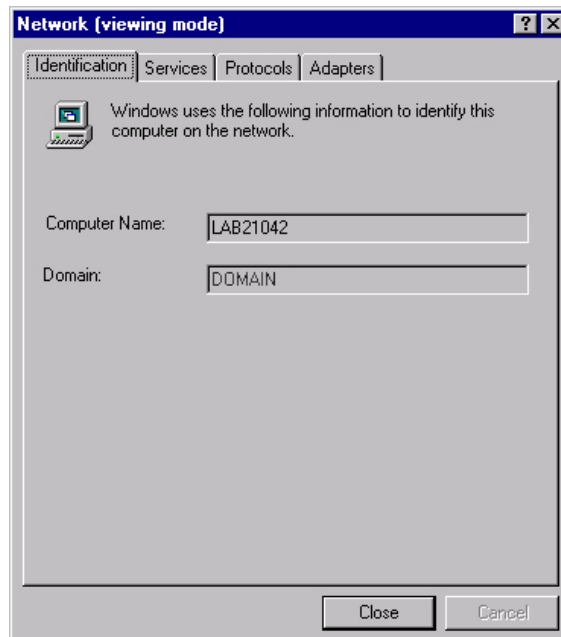 Network (viewing mode)
Identification Services Protocols Adapters
Windows uses the following information to identify this
computer on the network.
Computer Name: LAB21042
Domain: DOMAIN
Close Cancel